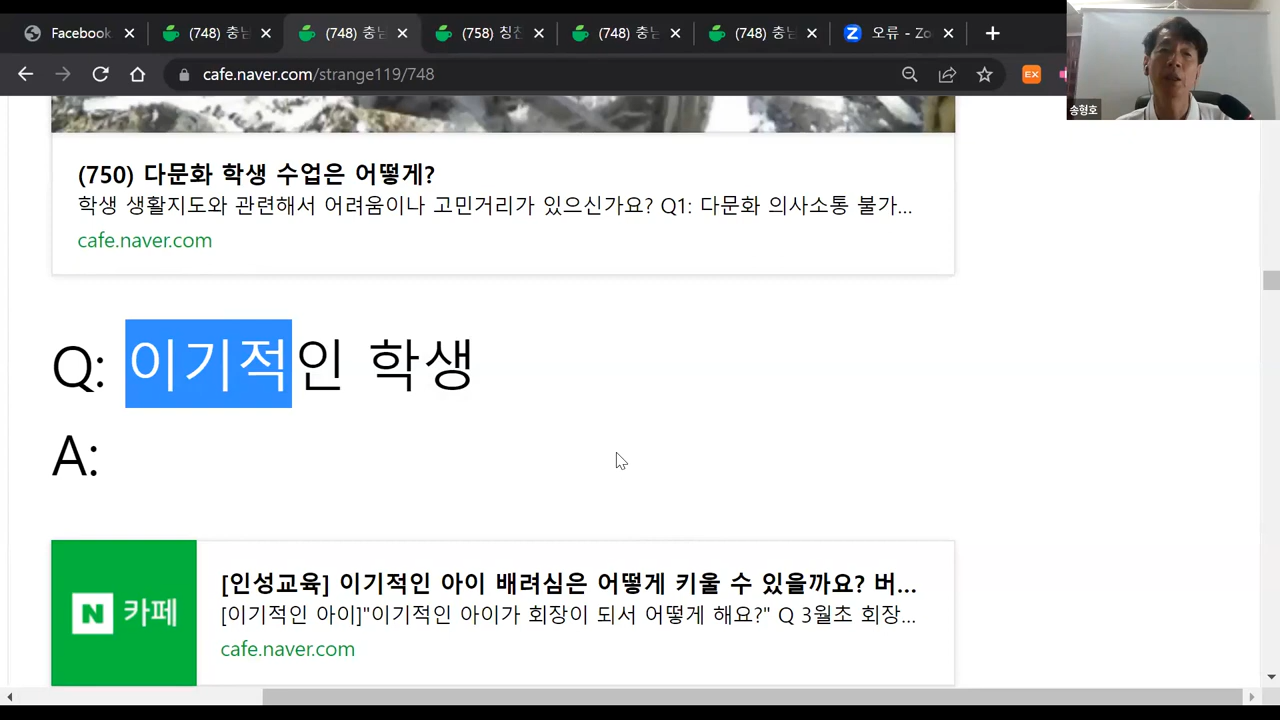 Facebook
(748) 충남
(748) 충남
(758) 칭찬
(748) 충남
(748) 충남
오류 - Zo
cafe.naver.com/strange119/748
EX
송형호
(750) 다문화 학생 수업은 어떻게?
학생 생활지도와 관련해서 어려움이나 고민거리가 있으신가요? Q1: 다문화 의사소통 불가...
cafe.naver.com
Q: 이기적인 학생
A:
N 카페
[인성교육] 이기적인 아이 배려심은 어떻게 키울 수 있을까요? 버...
[이기적인 아이]"이기적인 아이가 회장이 되서 어떻게 해요?" Q 3월초 회장...
cafe.naver.com